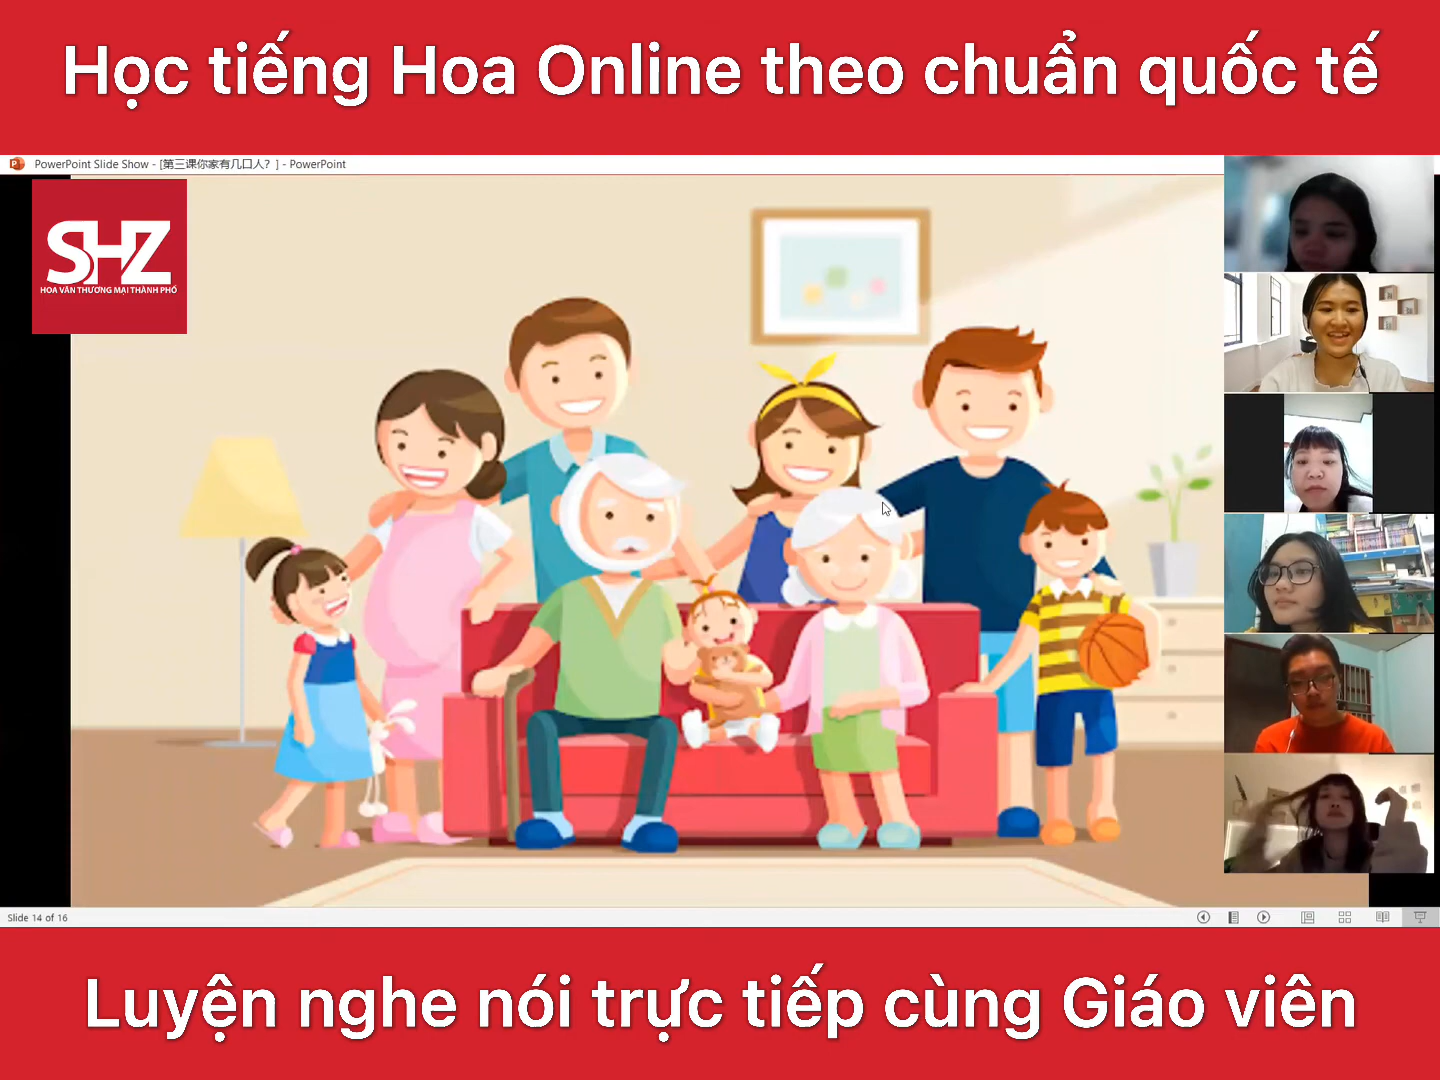 Học tiếng Hoa Online theo chuẩn quốc tế
PowerPoint Slide Show - [第三课你家有几口人？] - PowerPoint
SHZ
HOA VĂN THƯƠNG MẠI THÀNH PHỐ
Slide 14 of 16
Luyện nghe nói trực tiếp cùng Giáo viên